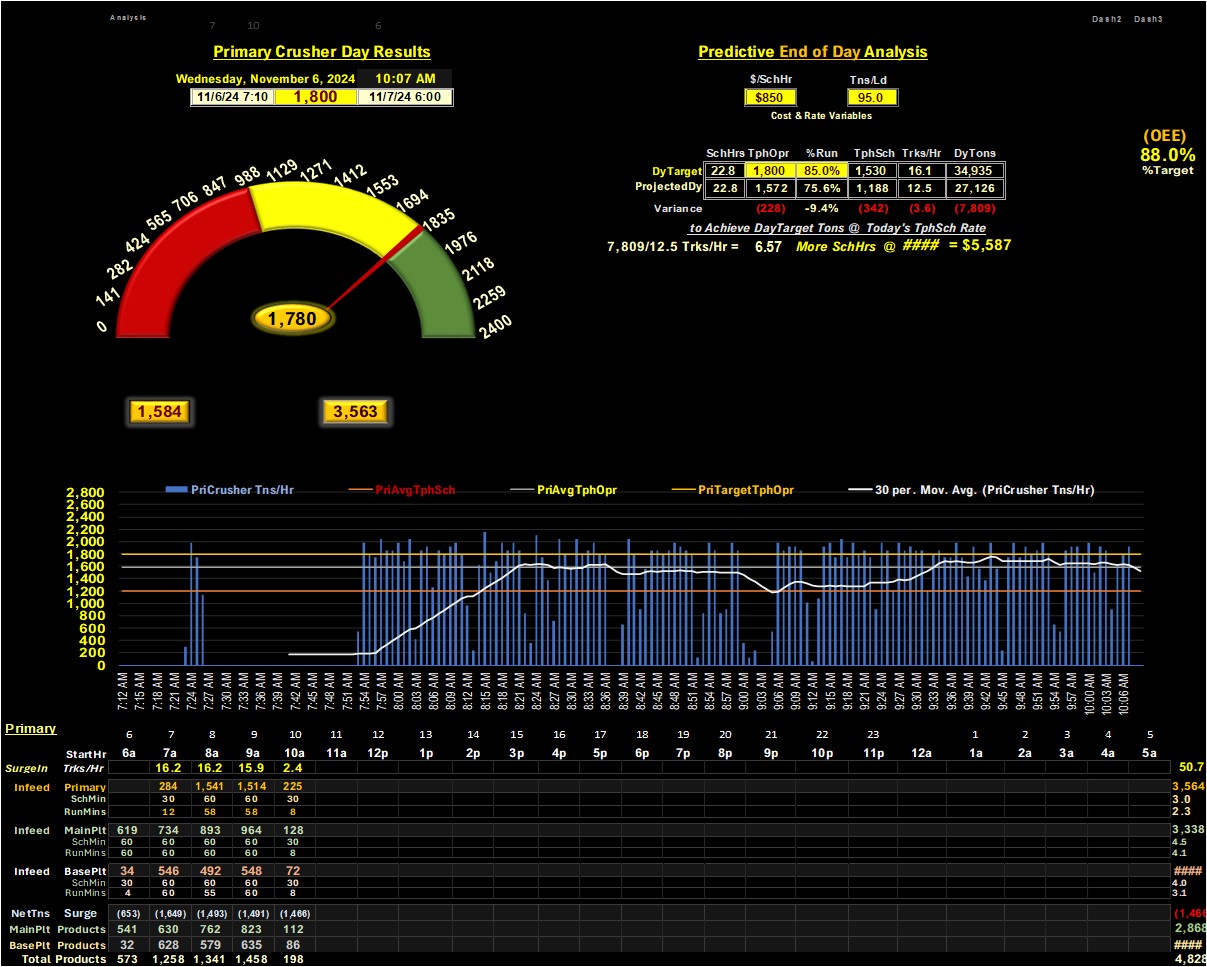 Analysis 7 10 6 Dash2 Dash3
Primary Crusher Day Results
Wednesday, November 6, 2024 10:07 AM
11/6/24 7:10 1,800 11/7/24 6:00
Predictive End of Day Analysis
$/SchHr Tns/Ld
$850 95.0
Cost & Rate Variables
(OEE)
88.0%
%Target
SchHrs TphOpr %Run TphSch Trks/Hr DyTons
DyTarget 22.8 1,800 85.0% 1,530 16.1 34,935
ProjectedDy 22.8 1,572 75.6% 1,188 12.5 27,126
Variance (228) -9.4% (342) (3.6) (7,809)
to Achieve DayTarget Tons @ Today's TphSch Rate
7,809/12.5 Trks/Hr = 6.57 More SchHrs @ #### = $5,587
0 141 282 424 565 706 847 988 1129 1271 1412 1553 1694 1835 1976 2118 2259 2400
1,780
1,584 3,563
PriCrusher Tns/Hr PriAvgTphSch PriAvgTphOpr PriTargetTphOpr 30 per. Mov. Avg. (PriCrusher Tns/Hr)
2,800
2,600
2,400
2,200
2,000
1,800
1,600
1,400
1,200
1,000
800
600
400
200
0
7:12 AM 7:15 AM 7:18 AM 7:21 AM 7:24 AM 7:27 AM 7:30 AM 7:33 AM 7:36 AM 7:39 AM 7:42 AM 7:45 AM 7:48 AM 7:51 AM 7:54 AM 7:57 AM 8:00 AM 8:03 AM 8:06 AM 8:09 AM 8:12 AM 8:15 AM 8:18 AM 8:21 AM 8:24 AM 8:27 AM 8:30 AM 8:33 AM 8:36 AM 8:39 AM 8:42 AM 8:45 AM 8:48 AM 8:51 AM 8:54 AM 8:57 AM 9:00 AM 9:03 AM 9:06 AM 9:09 AM 9:12 AM 9:15 AM 9:18 AM 9:21 AM 9:24 AM 9:27 AM 9:30 AM 9:33 AM 9:36 AM 9:39 AM 9:42 AM 9:45 AM 9:48 AM 9:51 AM 9:54 AM 9:57 AM 10:00 AM 10:03 AM 10:06 AM
Primary
6 7 8 9 10 11 12 13 14 15 16 17 18 19 20 21 22 23 1 2 3 4 5
StartHr 6a 7a 8a 9a 10a 11a 12p 1p 2p 3p 4p 5p 6p 7p 8p 9p 10p 11p 12a 1a 2a 3a 4a 5a
SurgeIn Trks/Hr 16.2 16.2 15.9 2.4 50.7
Infeed Primary 284 1,541 1,514 225 3,564
SchMin 30 60 60 30 3.0
RunMins 12 58 58 8 2.3
Infeed MainPlt 619 734 893 964 128 3,338
SchMin 60 60 60 60 30 4.5
RunMins 60 60 60 60 8 4.1
Infeed BasePlt 34 546 492 548 72 ####
SchMin 30 60 60 60 30 4.0
RunMins 4 60 55 60 8 3.1
NetTns Surge (653) (1,649) (1,493) (1,491) (1,466) (1,466
MainPlt Products 541 630 762 823 112 2,868
BasePlt Products 32 628 579 635 86 ####
Total Products 573 1,258 1,341 1,458 198 4,828